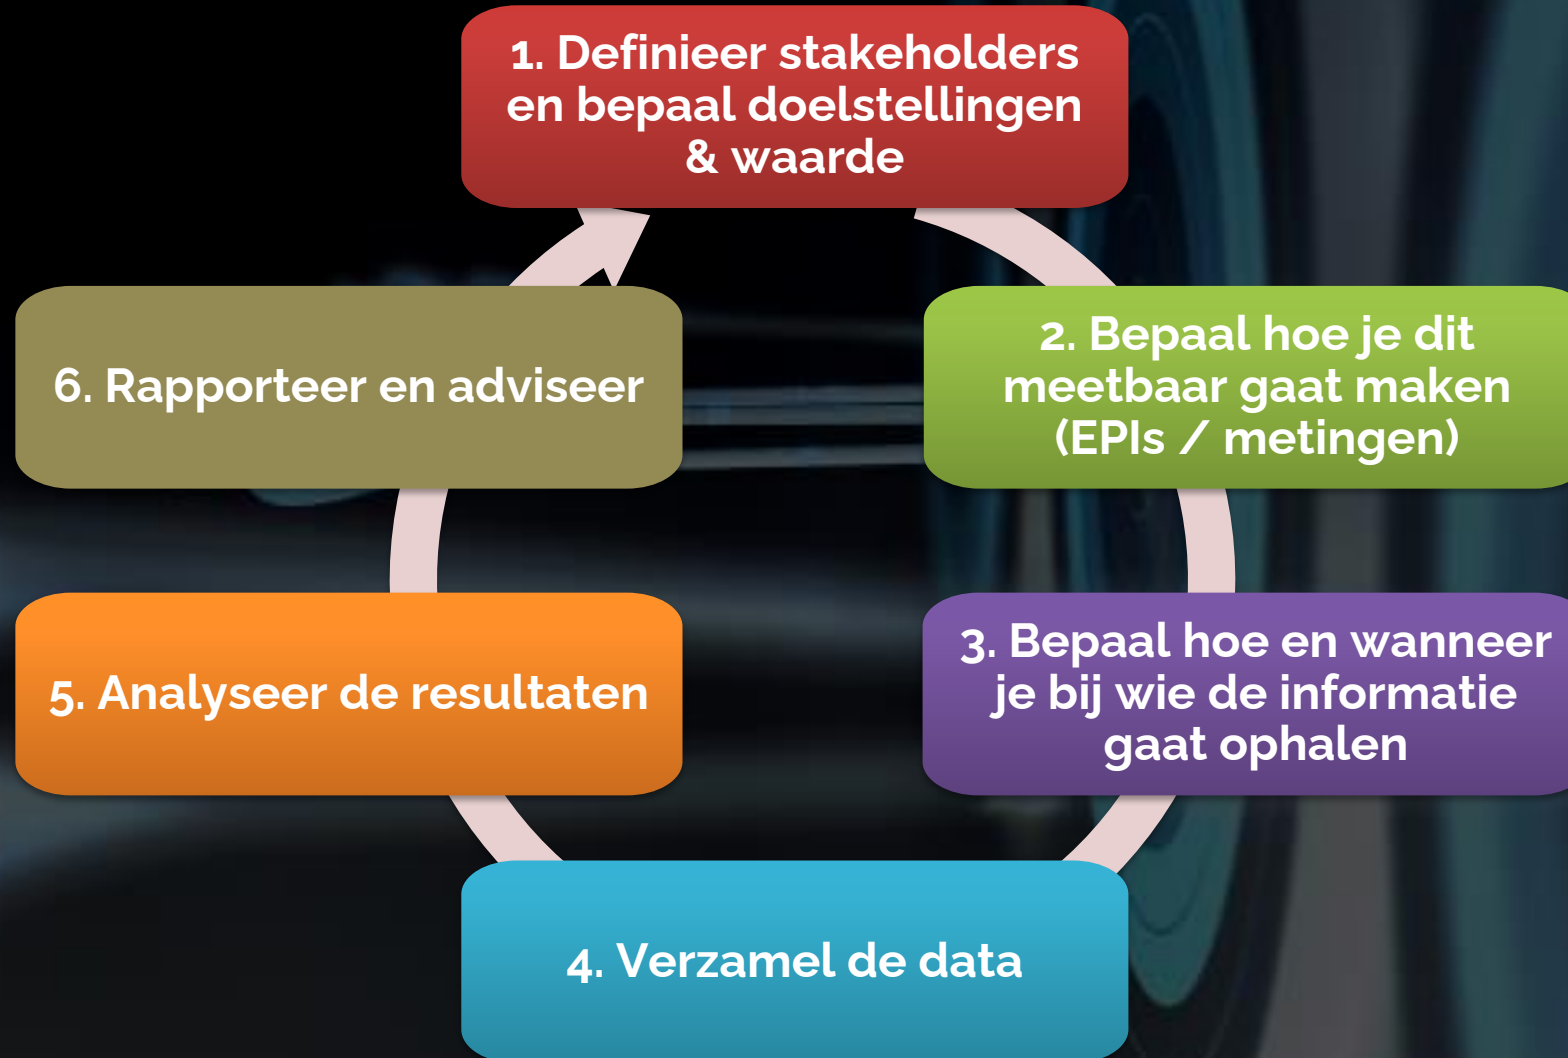 1. Definieer stakeholders
en bepaal doelstellingen
& waarde
2. Bepaal hoe je dit
meetbaar gaat maken
(EPIs / metingen)
3. Bepaal hoe en wanneer
je bij wie de informatie
gaat ophalen
4. Verzamel de data
5. Analyseer de resultaten
6. Rapporteer en adviseer